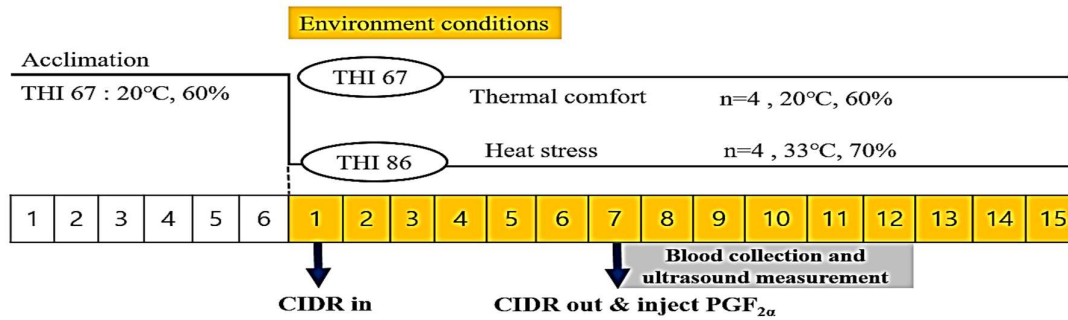 Environment conditions
Acclimation
THI 67 : 20℃, 60%
THI 67
Thermal comfort n=4 , 20℃, 60%
THI 86
Heat stress n=4 , 33℃, 70%
1 2 3 4 5 6 1 2 3 4 5 6 7 8 9 10 11 12 13 14 15
Blood collection and
ultrasound measurement
CIDR in
CIDR out & inject PGF2α